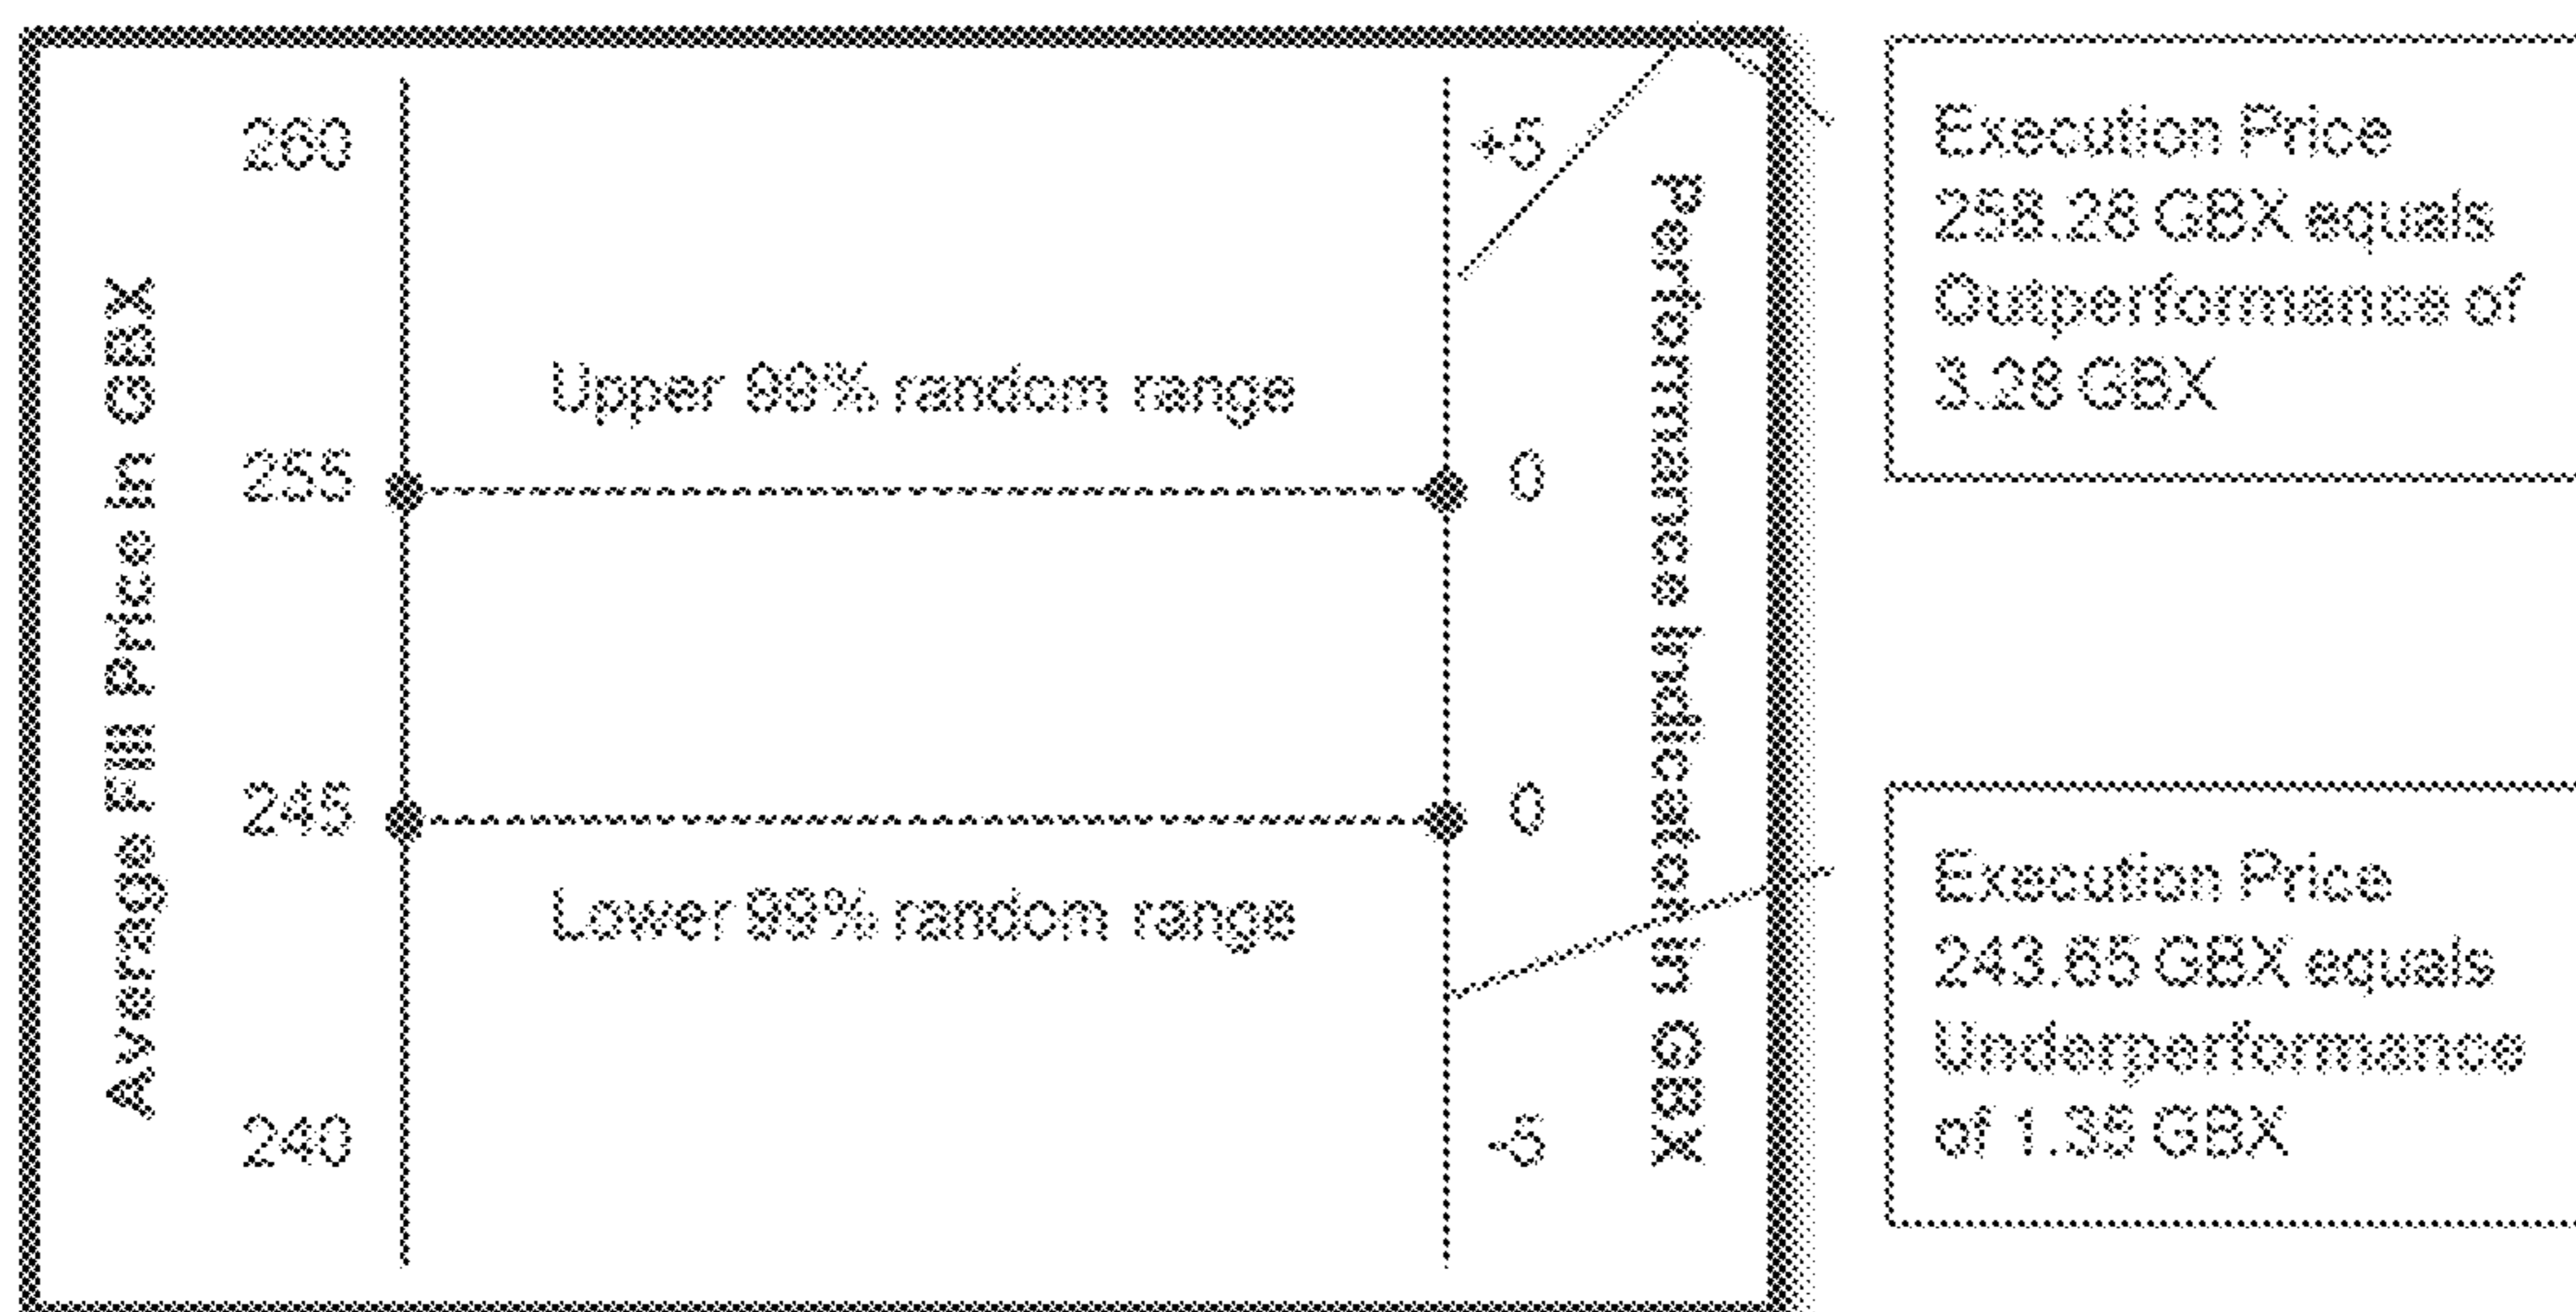 Average Fill Price in GBX
260
255
245
240
Upper 99% random range
Lower 99% random range
+5
0
0
-5
Performance Indicator in GBX
Execution Price
258.28 GBX equals
Outperformance of
3.28 GBX
Execution Price
243.65 GBX equals
Underperformance
of 1.35 GBX